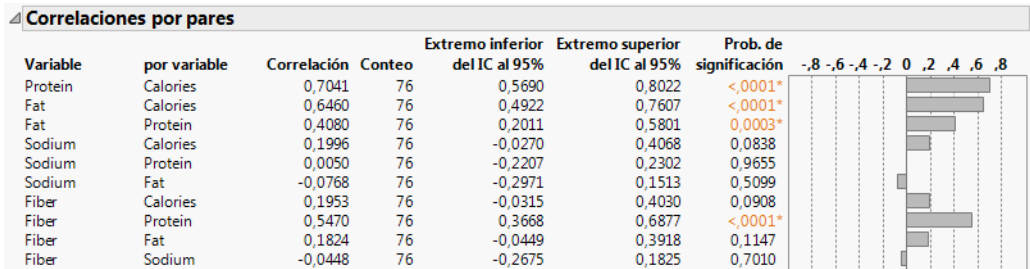 Correlaciones por pares
Extremo inferior Extremo superior Prob. de
Variable por variable Correlación Conteo del IC al 95% del IC al 95% significación -,8 -,6 -,4 -,2 0 ,2 ,4 ,6 ,8
Protein Calories 0,7041 76 0,5690 0,8022 <,0001*
Fat Calories 0,6460 76 0,4922 0,7607 <,0001*
Fat Protein 0,4080 76 0,2011 0,5801 0,0003*
Sodium Calories 0,1996 76 -0,0270 0,4068 0,0838
Sodium Protein 0,0050 76 -0,2207 0,2302 0,9655
Sodium Fat -0,0768 76 -0,2971 0,1513 0,5099
Fiber Calories 0,1953 76 -0,0315 0,4030 0,0908
Fiber Protein 0,5470 76 0,3668 0,6877 <,0001*
Fiber Fat 0,1824 76 -0,0449 0,3918 0,1147
Fiber Sodium -0,0448 76 -0,2675 0,1825 0,7010